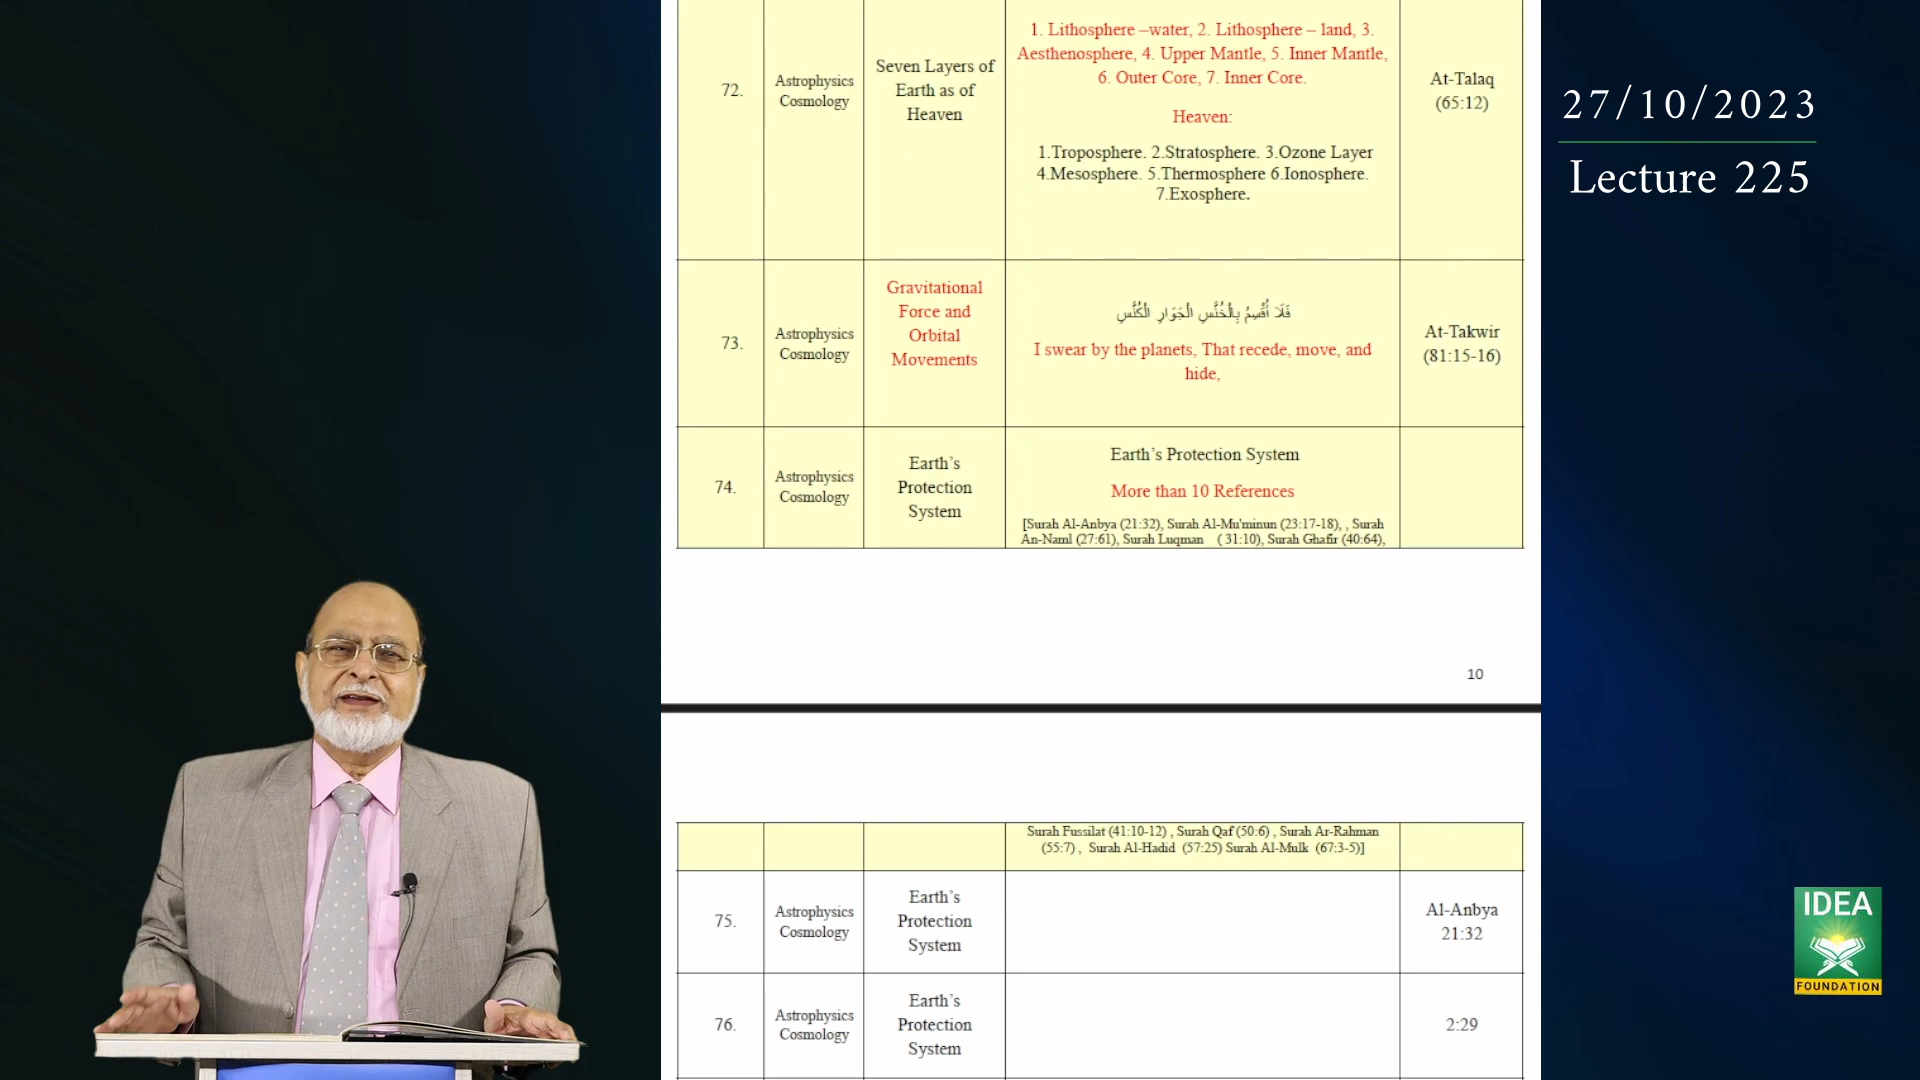 72.
Astrophysics
Cosmology
Seven Layers of
Earth as of
Heaven
1. Lithosphere –water, 2. Lithosphere – land, 3.
Aesthenosphere, 4. Upper Mantle, 5. Inner Mantle,
6. Outer Core, 7. Inner Core.
Heaven:
1.Troposphere. 2.Stratosphere. 3.Ozone Layer
4.Mesosphere. 5.Thermosphere 6.Ionosphere.
7.Exosphere.
At-Talaq
(65:12)
73.
Astrophysics
Cosmology
Gravitational
Force and
Orbital
Movements
فَلَا أُقْسِمُ بِالْخُنَّسِ الْجَوَارِ الْكُنَّسِ
I swear by the planets, That recede, move, and
hide,
At-Takwir
(81:15-16)
74.
Astrophysics
Cosmology
Earth’s
Protection
System
Earth’s Protection System
More than 10 References
[Surah Al-Anbya (21:32), Surah Al-Mu'minun (23:17-18), , Surah
An-Naml (27:61), Surah Luqman ( 31:10), Surah Ghafir (40:64),
10
Surah Fussilat (41:10-12) , Surah Qaf (50:6) , Surah Ar-Rahman
(55:7) , Surah Al-Hadid (57:25) Surah Al-Mulk (67:3-5)]
75.
Astrophysics
Cosmology
Earth’s
Protection
System
Al-Anbya
21:32
76.
Astrophysics
Cosmology
Earth’s
Protection
System
2:29
27/10/2023
Lecture 225
IDEA
FOUNDATION